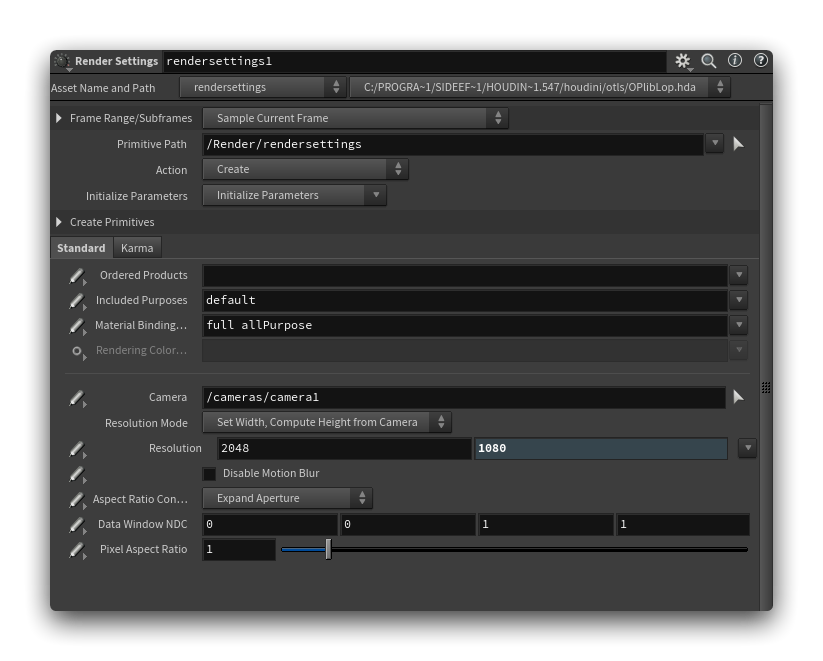 Render Settings rendersettings1
Asset Name and Path rendersettings C:/PROGRA~1/SIDEEF~1/HOUDIN~1.547/houdini/otls/OPlibLop.hda
Frame Range/Subframes Sample Current Frame
Primitive Path /Render/rendersettings
Action Create
Initialize Parameters Initialize Parameters
Create Primitives
Standard Karma
Ordered Products
Included Purposes default
Material Binding... full allPurpose
Rendering Color...
Camera /cameras/camera1
Resolution Mode Set Width, Compute Height from Camera
Resolution 2048 1080
Disable Motion Blur
Aspect Ratio Con... Expand Aperture
Data Window NDC 0 0 1 1
Pixel Aspect Ratio 1